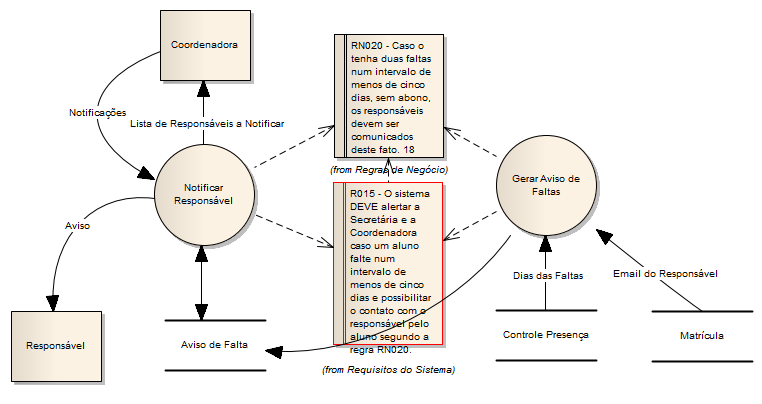 Coordenadora
Notificações
Lista de Responsáveis a Notificar
RN020 - Caso o
tenha duas faltas
num intervalo de
menos de cinco
dias, sem abono,
os responsáveis
devem ser
comunicados
deste fato. 18
(from Regras de Negócio)
Notificar
Responsável
Gerar Aviso de
Faltas
R015 - O sistema
DEVE alertar a
Secretária e a
Coordenadora
caso um aluno
falte num
intervalo de
menos de cinco
dias e possibilitar
o contato com o
responsável pelo
aluno segundo a
regra RN020.
(from Requisitos do Sistema)
Aviso
Dias das Faltas
Email do Responsável
Responsável
Aviso de Falta
Controle Presença
Matrícula